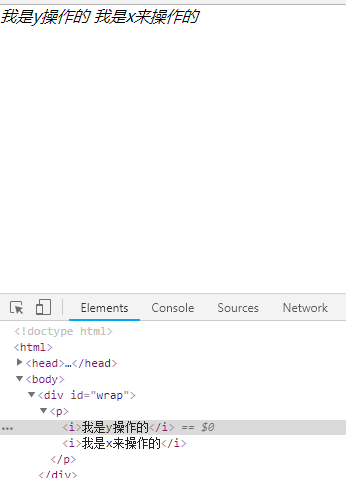 我是y操作的 我是x来操作的
Elements Console Sources Network
<!doctype html>
<html>
<head>…</head>
<body>
<div id="wrap">
<p>
… <i>我是y操作的</i> == $0
<i>我是x来操作的</i>
</p>
</div>